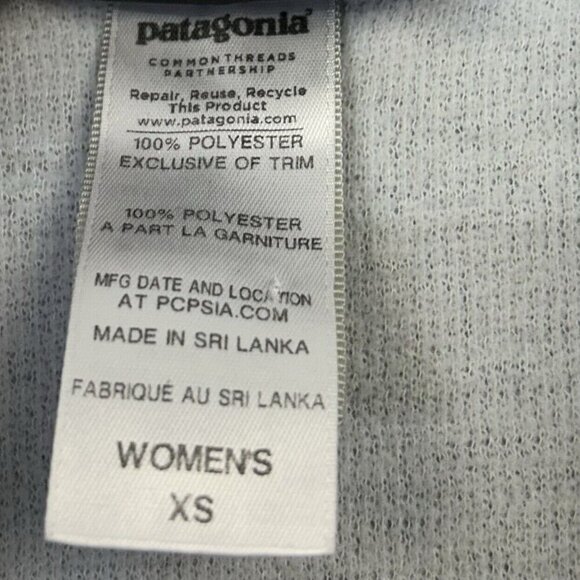 patagonia®
COMMON THREADS
PARTNERSHIP
Repair, Reuse, Recycle
This Product
www.patagonia.com
100% POLYESTER
EXCLUSIVE OF TRIM
100% POLYESTER
A PART LA GARNITURE
MFG DATE AND LOCATION
AT PCPSIA.COM
MADE IN SRI LANKA
FABRIQUÉ AU SRI LANKA
WOMEN'S
XS